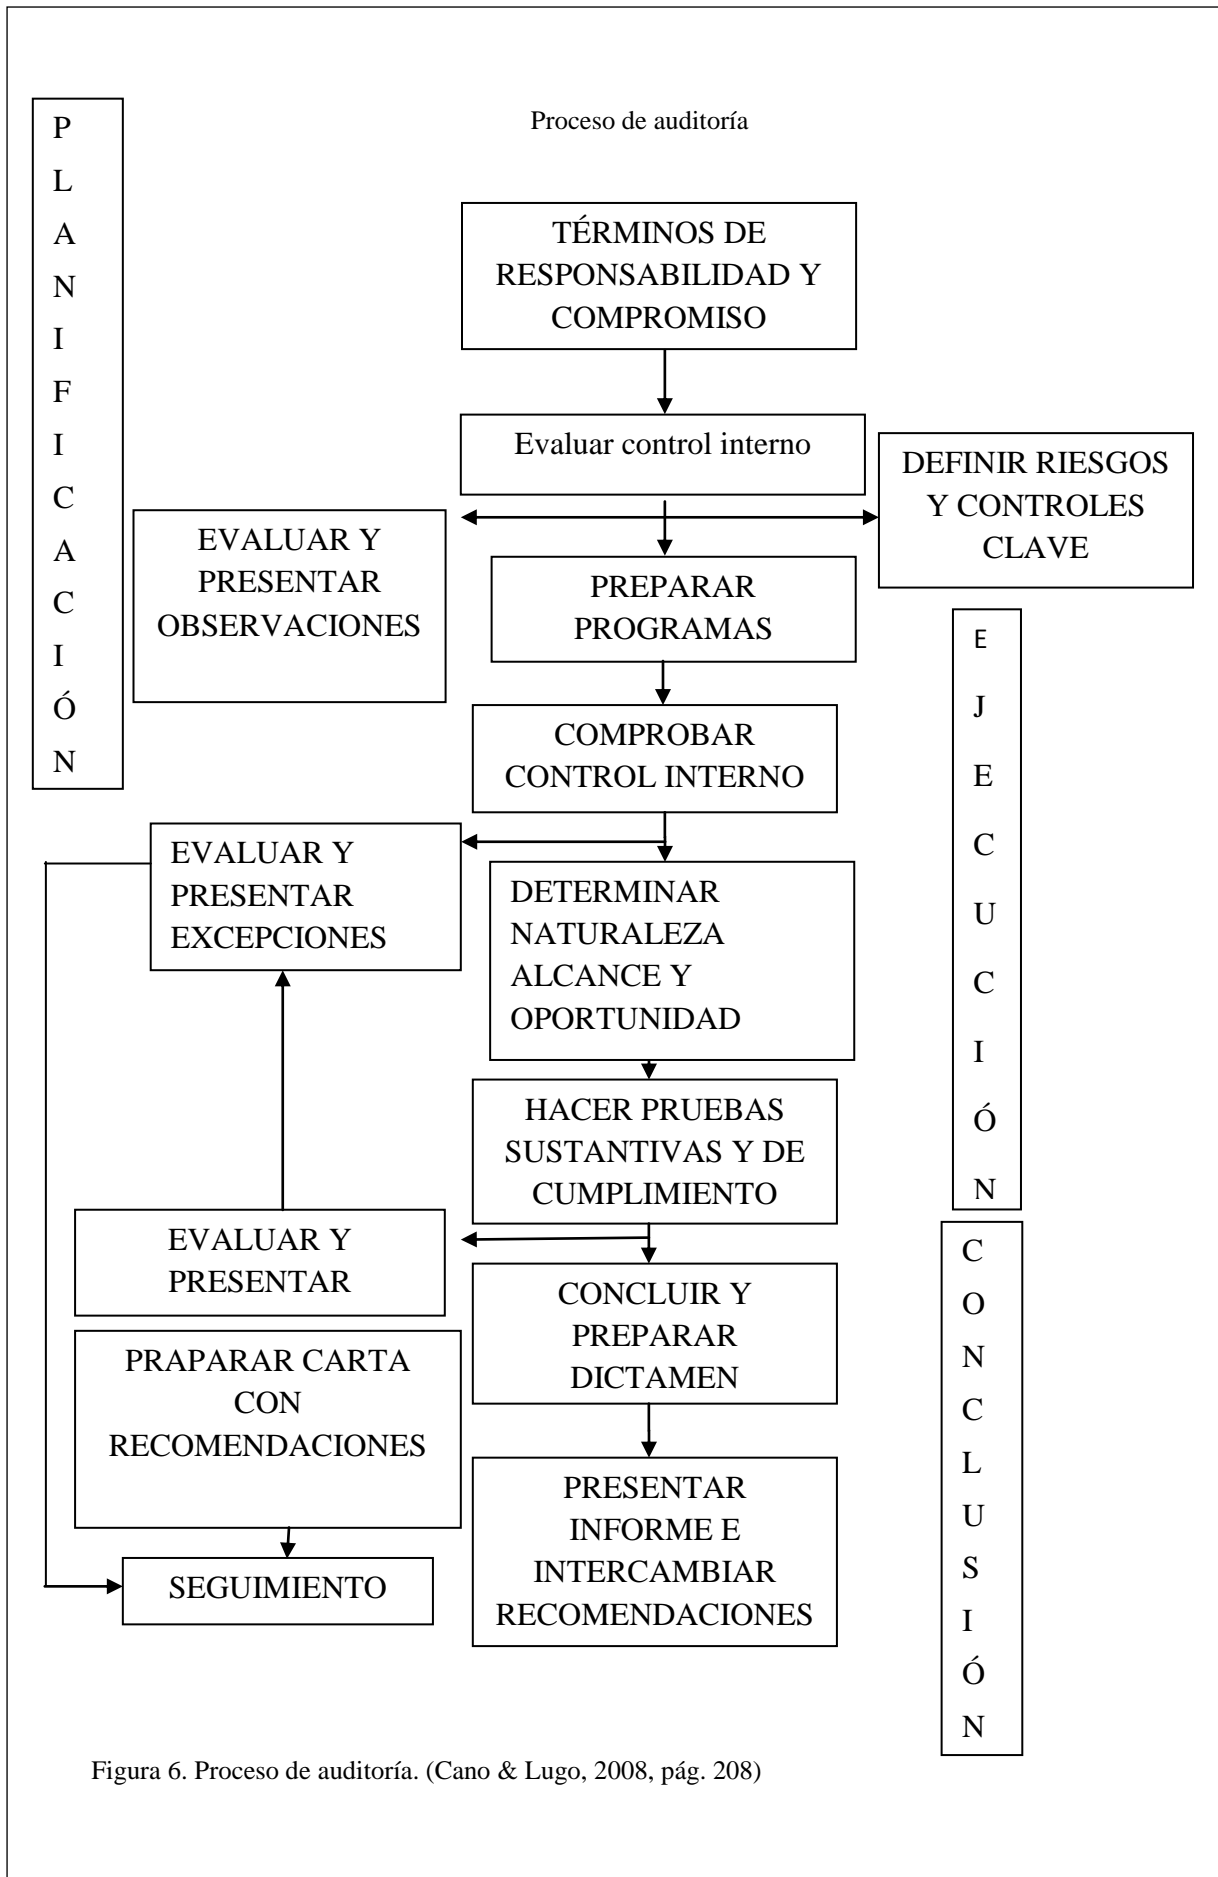 Proceso de auditoría
P
L
A
N
I
F
I
C
A
C
I
Ó
N
TÉRMINOS DE
RESPONSABILIDAD Y
COMPROMISO
Evaluar control interno
DEFINIR RIESGOS
Y CONTROLES
CLAVE
EVALUAR Y
PRESENTAR
OBSERVACIONES
PREPARAR
PROGRAMAS
E
J
E
C
U
C
I
Ó
N
COMPROBAR
CONTROL INTERNO
EVALUAR Y
PRESENTAR
EXCEPCIONES
DETERMINAR
NATURALEZA
ALCANCE Y
OPORTUNIDAD
HACER PRUEBAS
SUSTANTIVAS Y DE
CUMPLIMIENTO
EVALUAR Y
PRESENTAR
C
O
N
C
L
U
S
I
Ó
N
CONCLUIR Y
PREPARAR
DICTAMEN
PRAPARAR CARTA
CON
RECOMENDACIONES
PRESENTAR
INFORME E
INTERCAMBIAR
RECOMENDACIONES
SEGUIMIENTO
Figura 6. Proceso de auditoría. (Cano & Lugo, 2008, pág. 208)